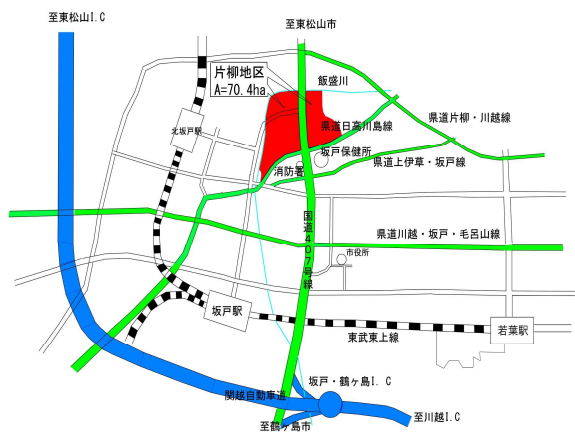 至東松山I.C
至東松山市
片柳地区
A=70.4ha
飯盛川
県道片柳・川越線
北坂戸駅
県道日高川島線
坂戸保健所
県道上伊草・坂戸線
消防署
国道407号線
県道川越・坂戸・毛呂山線
市役所
坂戸駅
東武東上線
若葉駅
坂戸・鶴ヶ島I.C
関越自動車道
至川越I.C
至鶴ヶ島市